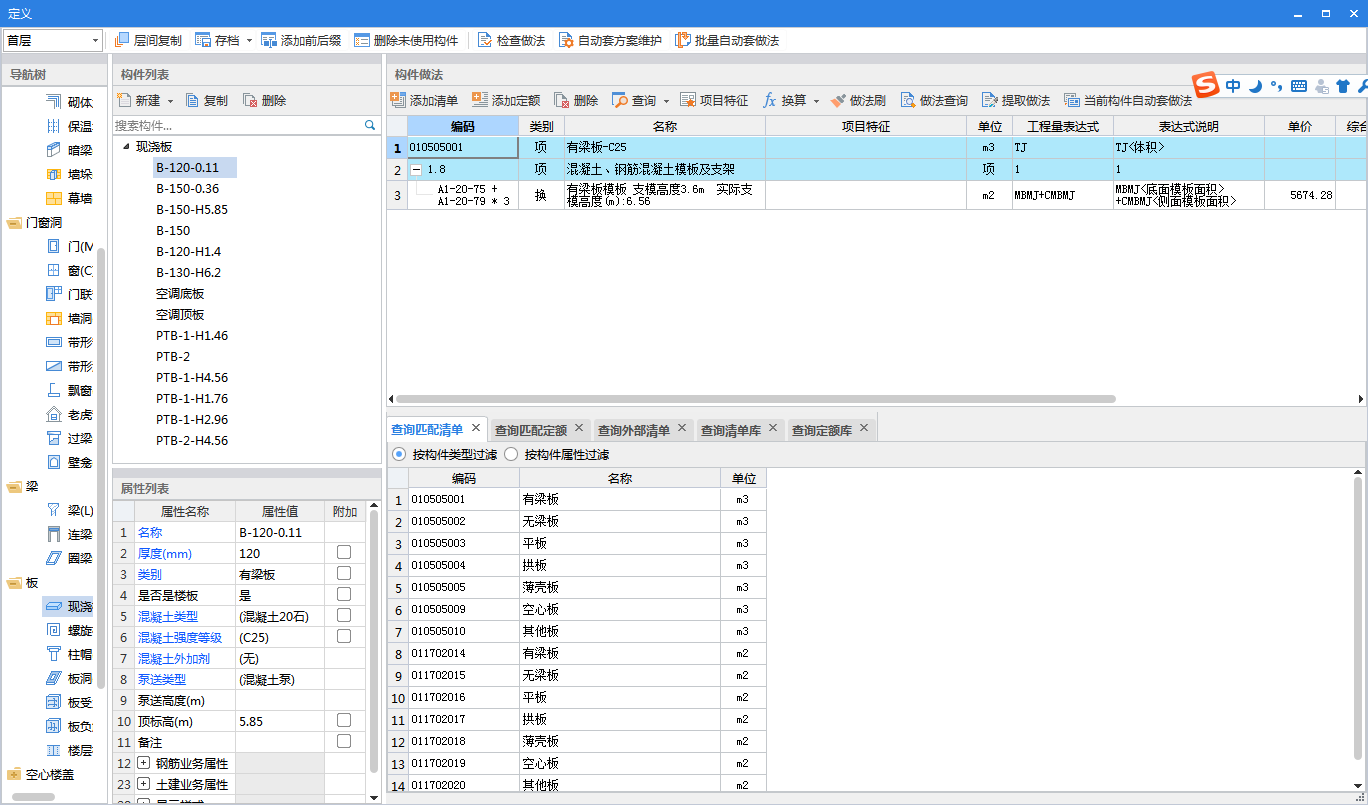 定义
首层 层间复制 存档 添加前后缀 删除未使用构件 检查做法 自动套方案维护 批量自动套做法
导航树
砌体
保温
暗梁
墙垛
幕墙
门窗洞
门(M
窗(C
门联
墙洞
带形
带形
飘窗
老虎
过梁
壁龛
梁
梁(L)
连梁
圈梁
板
现浇
螺旋
柱帽
板洞
板受
板负
楼层
空心楼盖
构件列表
新建 复制 删除
搜索构件...
现浇板
B-120-0.11
B-150-0.36
B-150-H5.85
B-150
B-120-H1.4
B-130-H6.2
空调底板
空调顶板
PTB-1-H1.46
PTB-2
PTB-1-H4.56
PTB-1-H1.76
PTB-1-H2.96
PTB-2-H4.56
属性列表
属性名称 属性值 附加
1 名称 B-120-0.11
2 厚度(mm) 120
3 类别 有梁板
4 是否是楼板 是
5 混凝土类型 (混凝土20石)
6 混凝土强度等级 (C25)
7 混凝土外加剂 (无)
8 泵送类型 (混凝土泵)
9 泵送高度(m)
10 顶标高(m) 5.85
11 备注
12 + 钢筋业务属性
23 + 土建业务属性
构件做法
添加清单 添加定额 删除 查询 项目特征 fx 换算 做法刷 做法查询 提取做法 当前构件自动套做法
S 中
编码 类别 名称 项目特征 单位 工程量表达式 表达式说明 单价 综合
1 010505001 项 有梁板-C25 m3 TJ TJ<体积>
2 1.8 混凝土、钢筋混凝土模板及支架 项 1 1
3 A1-20-75 + A1-20-79 * 3 换 有梁板模板 支模高度3.6m 实际支模高度(m):6.56 m2 MBMJ+CMBMJ MBMJ<底面模板面积>+CMBMJ<侧面模板面积> 5674.28
查询匹配清单 查询匹配定额 查询外部清单 查询清单库 查询定额库
按构件类型过滤 按构件属性过滤
编码 名称 单位
1 010505001 有梁板 m3
2 010505002 无梁板 m3
3 010505003 平板 m3
4 010505004 拱板 m3
5 010505005 薄壳板 m3
6 010505009 空心板 m3
7 010505010 其他板 m3
8 011702014 有梁板 m2
9 011702015 无梁板 m2
10 011702016 平板 m2
11 011702017 拱板 m2
12 011702018 薄壳板 m2
13 011702019 空心板 m2
14 011702020 其他板 m2